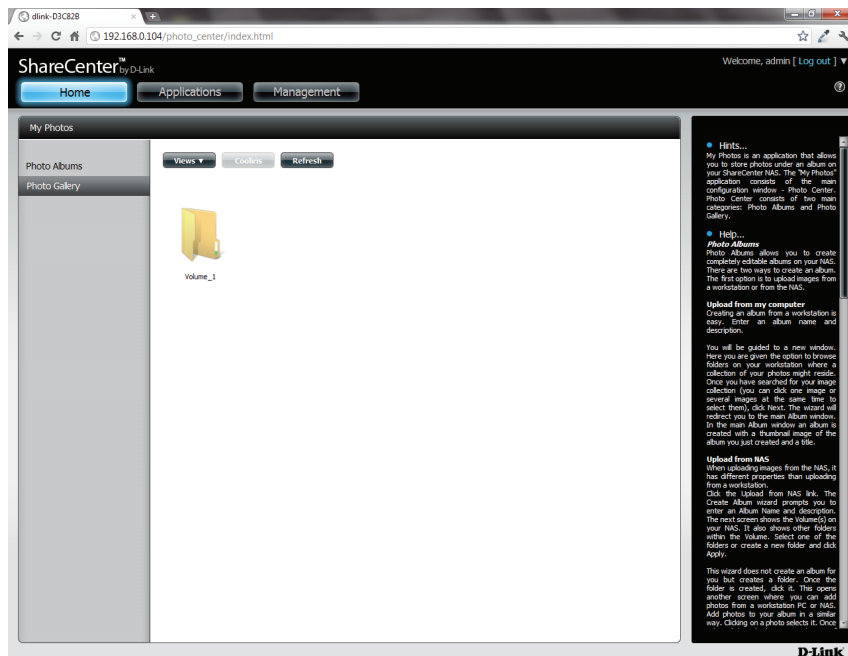 dlink-D3C82B
192.168.0.104/photo_center/index.html
ShareCenter™ by D-Link
Welcome, admin [ Log out ] ▼
Home
Applications
Management
My Photos
Photo Albums
Photo Gallery
Views ▼
Cooliris
Refresh
Volume_1
Hints...
My Photos is an application that allows
you to store photos under an album on
your ShareCenter NAS. The "My Photos"
application consists of the main
configuration window - Photo Center.
Photo Center consists of two main
categories: Photo Albums and Photo
Gallery.
Help...
Photo Albums
Photo Albums allows you to create
completely editable albums on your NAS.
There are two ways to create an album.
The first option is to upload images from
a workstation or from the NAS.
Upload from my computer
Creating an album from a workstation is
easy. Enter an album name and
description.
You will be guided to a new window.
Here you are given the option to browse
folders on your workstation where a
collection of your photos might reside.
Once you have searched for your image
collection (you can click one image or
several images at the same time to
select them), click Next. The wizard will
redirect you to the main Album window.
In the main Album window an album is
created with a thumbnail image of the
album you just created and a title.
Upload from NAS
When uploading images from the NAS, it
has different properties than uploading
from a workstation.
Click the Upload from NAS link. The
Create Album wizard prompts you to
enter an Album Name and description.
The next screen shows the Volume(s) on
your NAS. It also shows other folders
within the Volume. Select one of the
folders or create a new folder and click
Apply.
This wizard does not create an album for
you but creates a folder. Once the
folder is created, click it. This opens
another screen where you can add
photos from a workstation PC or NAS.
Add photos to your album in a similar
way. Clicking on a photo selects it. Once
D-Link